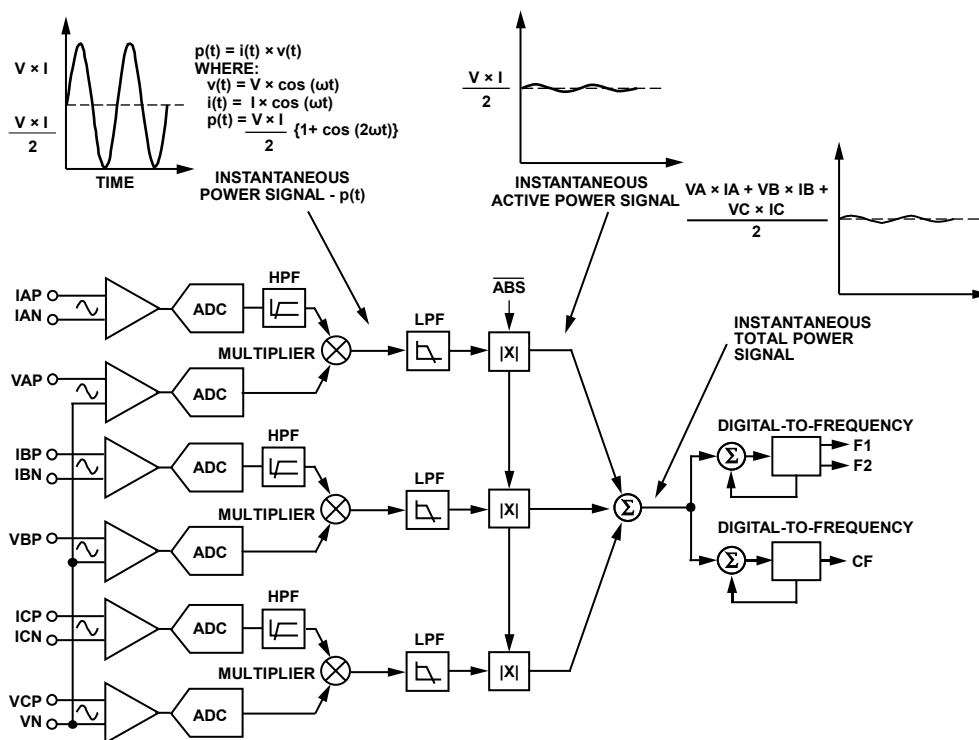 V × I
V × I
2
TIME
p(t) = i(t) × v(t)
WHERE:
v(t) = V × cos (ωt)
i(t) = I × cos (ωt)
p(t) = V × I
2
{1+ cos (2ωt)}
INSTANTANEOUS
POWER SIGNAL - p(t)
V × I
2
INSTANTANEOUS
ACTIVE POWER SIGNAL
VA × IA + VB × IB +
VC × IC
2
INSTANTANEOUS
TOTAL POWER
SIGNAL
IAP
IAN
ADC
HPF
MULTIPLIER
LPF
ABS
|X|
VAP
ADC
IBP
IBN
ADC
HPF
MULTIPLIER
LPF
|X|
VBP
ADC
ICP
ICN
ADC
HPF
MULTIPLIER
LPF
|X|
VCP
VN
ADC
Σ
DIGITAL-TO-FREQUENCY
Σ
F1
F2
DIGITAL-TO-FREQUENCY
Σ
CF